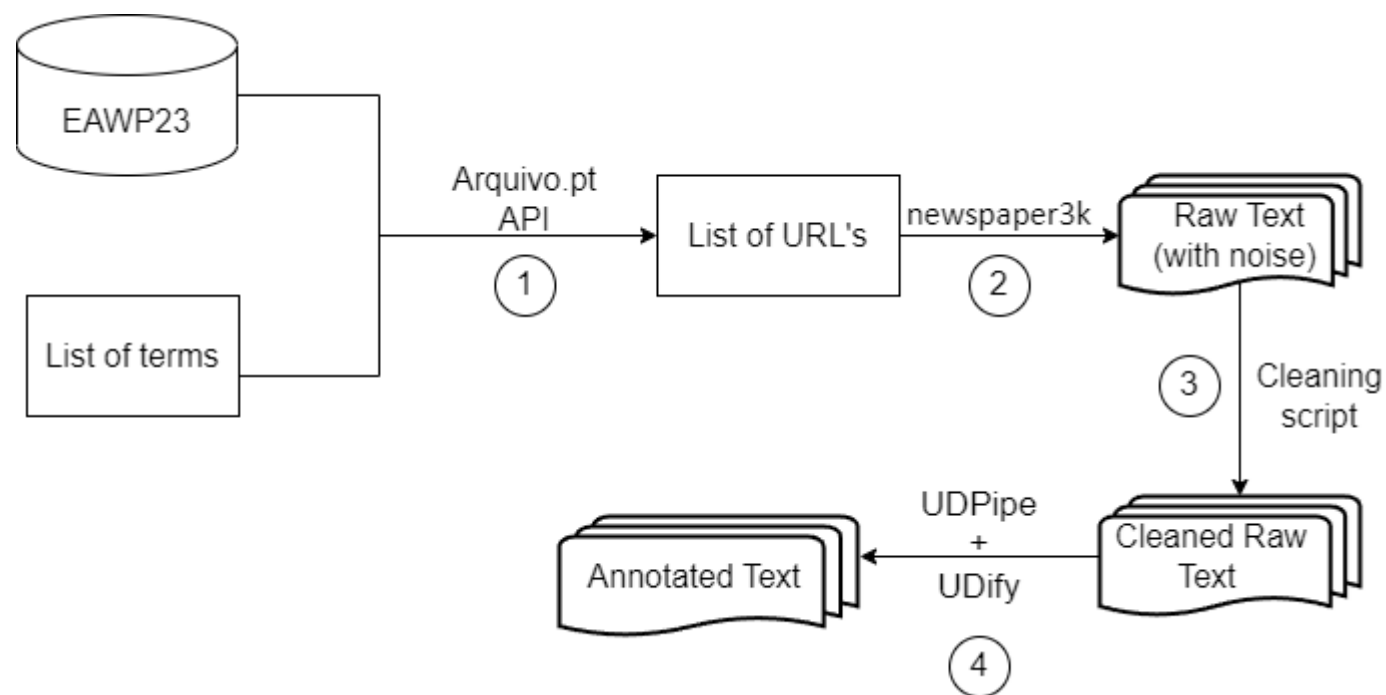 EAWP23
List of terms
Arquivo.pt
API
1
List of URL's
newspaper3k
2
Raw Text
(with noise)
3
Cleaning
script
Cleaned Raw
Text
UDPipe
+
UDify
4
Annotated Text